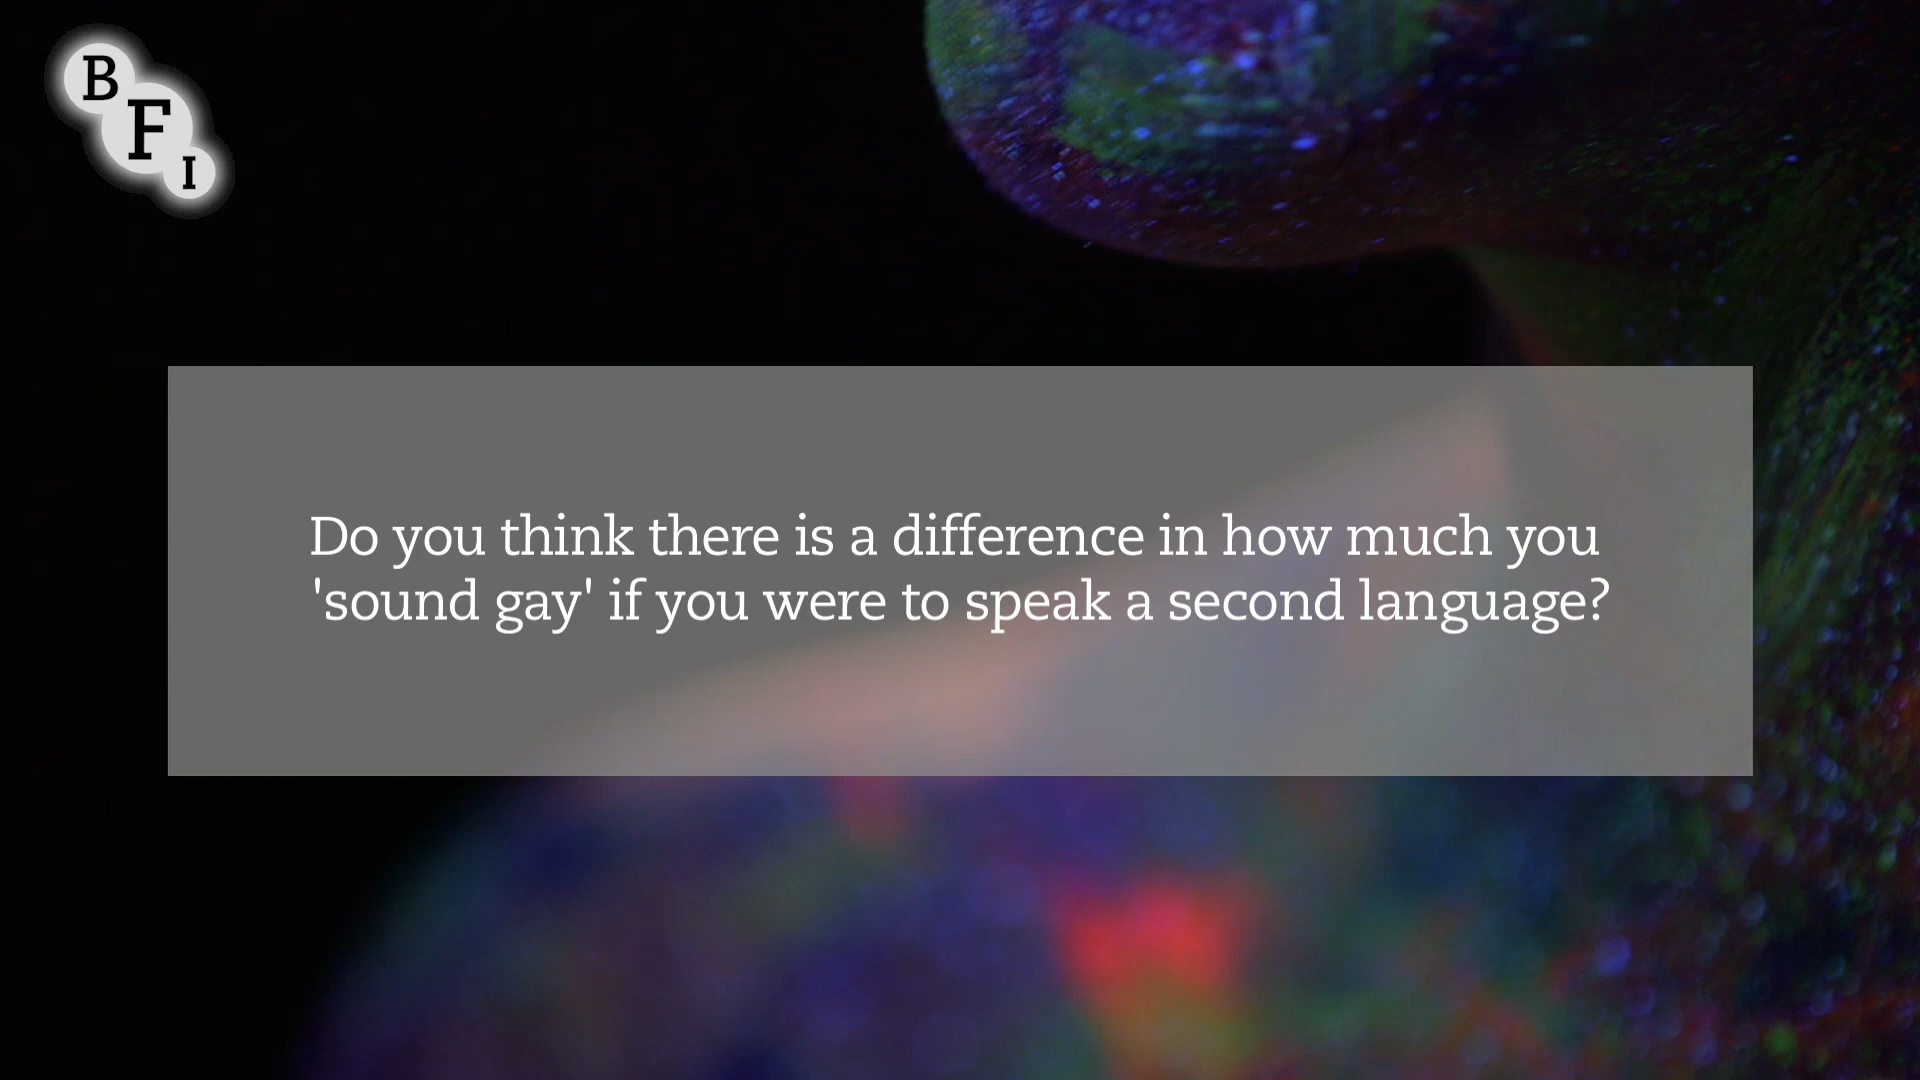 BFI
Do you think there is a difference in how much you
'sound gay' if you were to speak a second language?